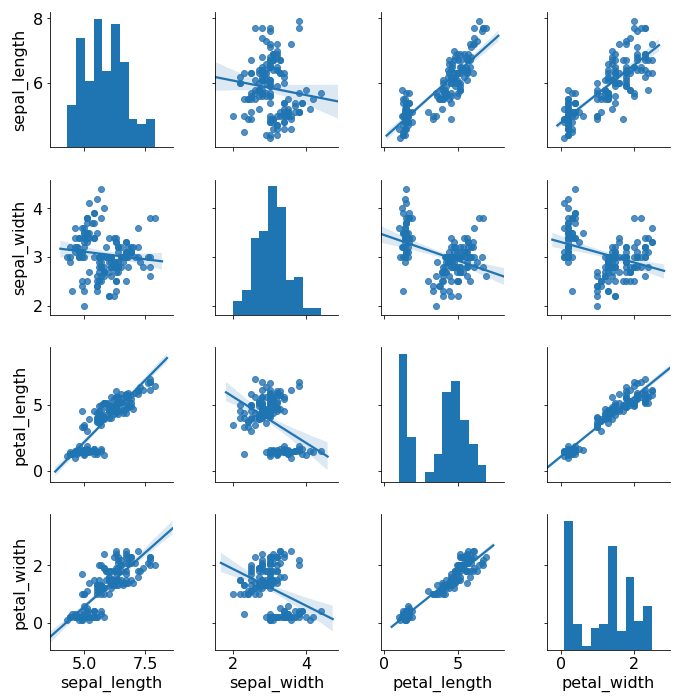 sepal_length
8
6
sepal_width
4
3
2
petal_length
5
0
petal_width
2
0
5.0 7.5 2 4 0 5 0 2
sepal_length sepal_width petal_length petal_width